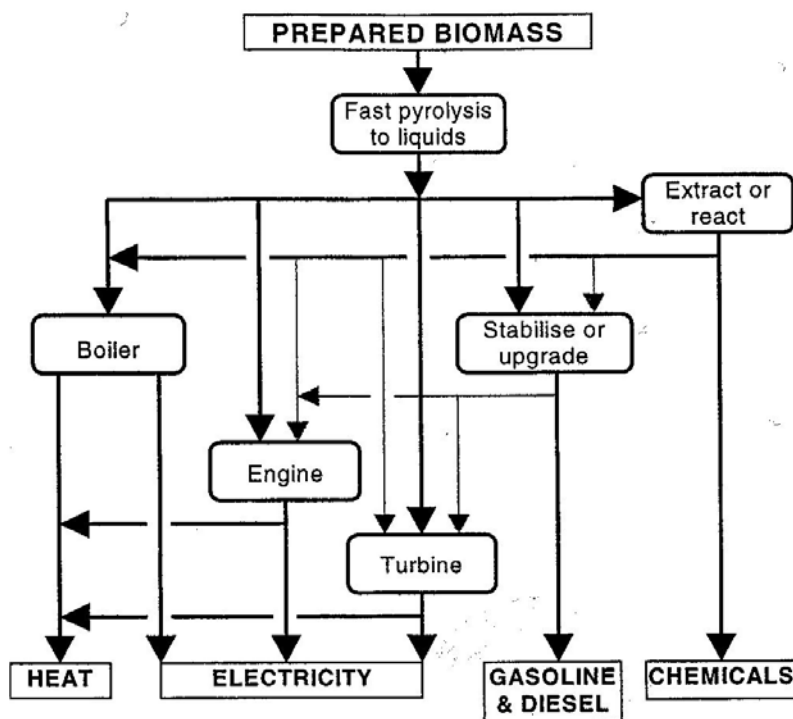 PREPARED BIOMASS
Fast pyrolysis
to liquids
Extract or
react
Boiler
Stabilise or
upgrade
Engine
Turbine
HEAT
ELECTRICITY
GASOLINE
& DIESEL
CHEMICALS